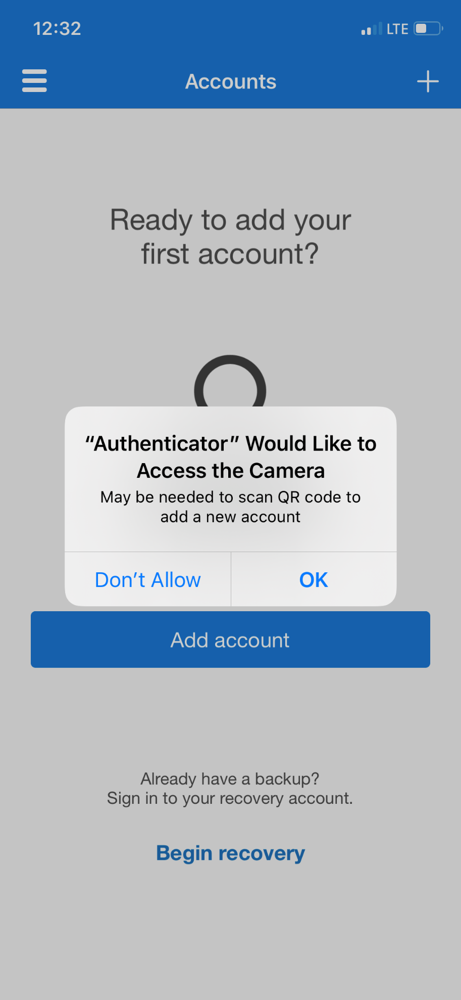 12:32
LTE
Accounts
Ready to add your
first account?
“Authenticator” Would Like to
Access the Camera
May be needed to scan QR code to
add a new account
Don’t Allow
OK
Add account
Already have a backup?
Sign in to your recovery account.
Begin recovery